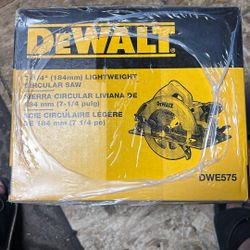 DEWALT
7-1/4" (184mm) LIGHTWEIGHT
CIRCULAR SAW
SIERRA CIRCULAR LIVIANA DE
184 mm (7-1/4 pulg)
SCIE CIRCULAIRE LÉGÈRE
DE 184 mm (7 1/4 po)
DEWALT
DWE575